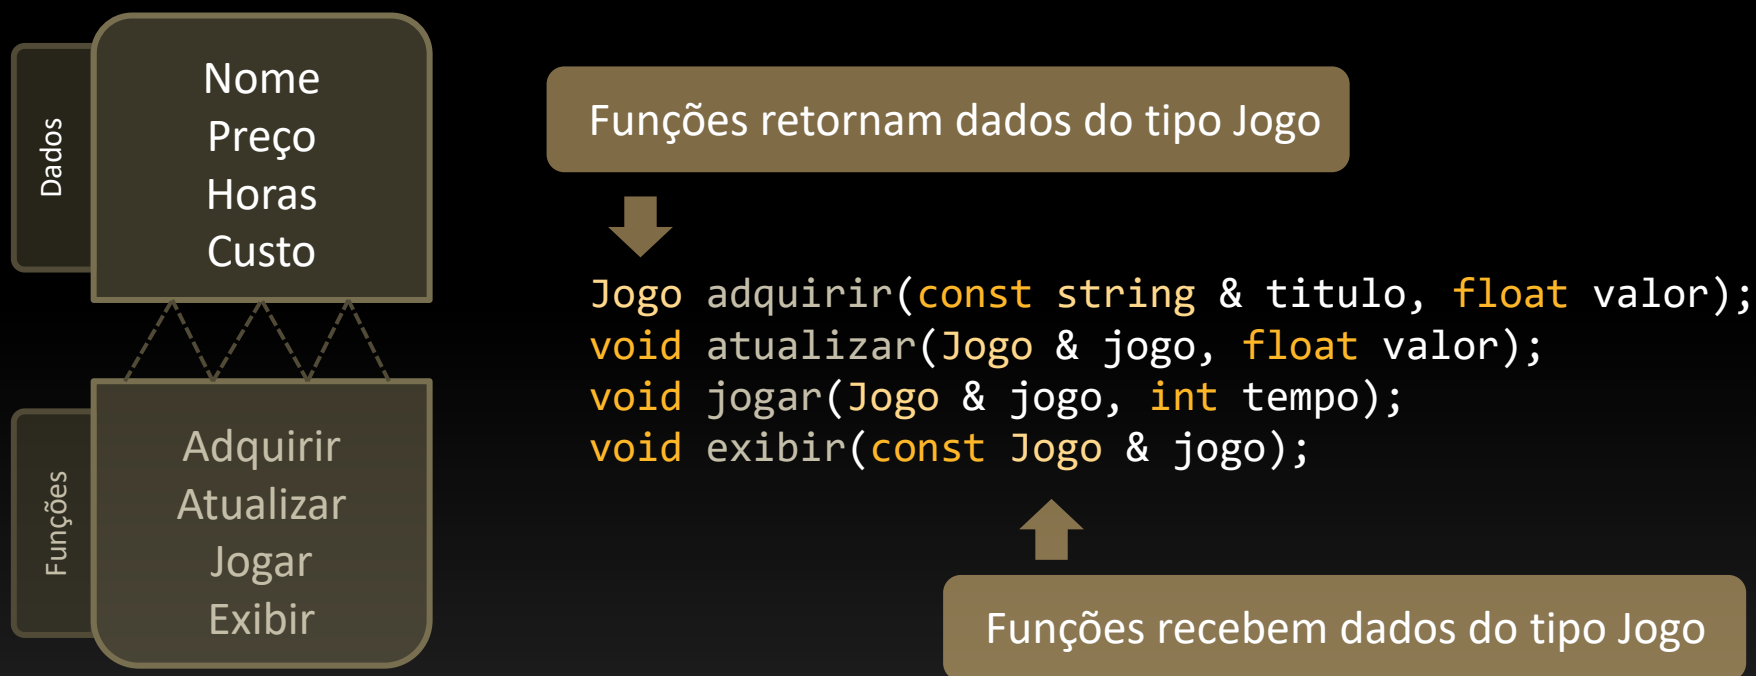 Dados
Nome
Preço
Horas
Custo
Funções
Adquirir
Atualizar
Jogar
Exibir
Funções retornam dados do tipo Jogo
Jogo adquirir(const string & titulo, float valor);
void atualizar(Jogo & jogo, float valor);
void jogar(Jogo & jogo, int tempo);
void exibir(const Jogo & jogo);
Funções recebem dados do tipo Jogo